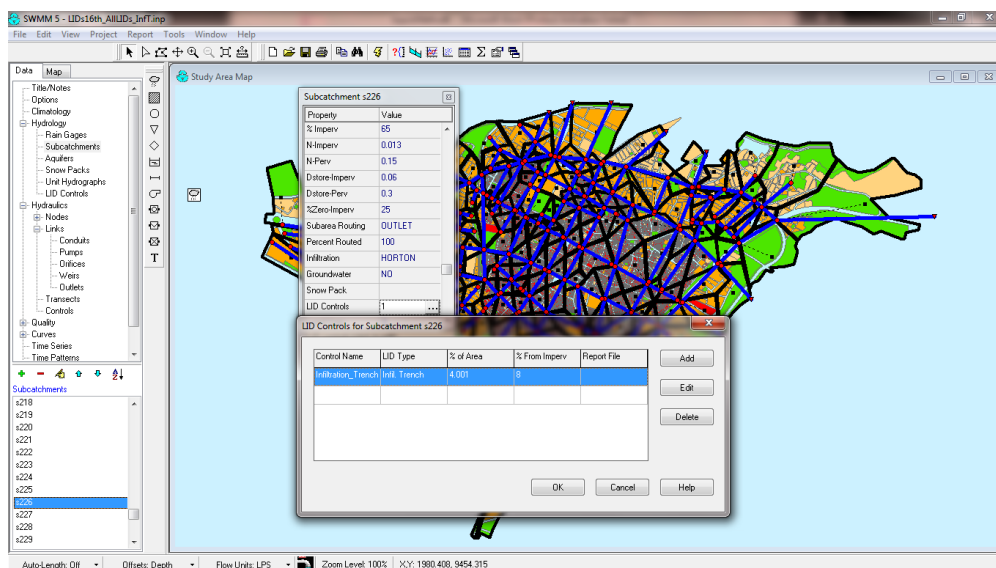 SWMM 5 - LIDs16th_AllLIDs_InfT.inp
File Edit View Project Report Tools Window Help
Data Map
Title/Notes
Options
Climatology
Hydrology
Rain Gages
Subcatchments
Aquifers
Snow Packs
Unit Hydrographs
LID Controls
Hydraulics
Nodes
Links
Conduits
Pumps
Orifices
Weirs
Outlets
Transects
Controls
Quality
Curves
Time Series
Time Patterns
Subcatchments
s218
s219
s220
s221
s222
s223
s224
s225
s226
s227
s228
s229
T
Study Area Map
Subcatchment s226
Property Value
% Imperv 65
N-Imperv 0.013
N-Perv 0.15
Dstore-Imperv 0.06
Dstore-Perv 0.3
%Zero-Imperv 25
Subarea Routing OUTLET
Percent Routed 100
Infiltration HORTON
Groundwater NO
Snow Pack
LID Controls 1 ...
LID Controls for Subcatchment s226
Control Name LID Type % of Area % From Imperv Report File
Infiltration_Trench Infil. Trench 4.001 8
Add
Edit
Delete
OK Cancel Help
Auto-Length: Off Offsets: Depth Flow Units: LPS Zoom Level: 100% X,Y: 1980.408, 9454.315